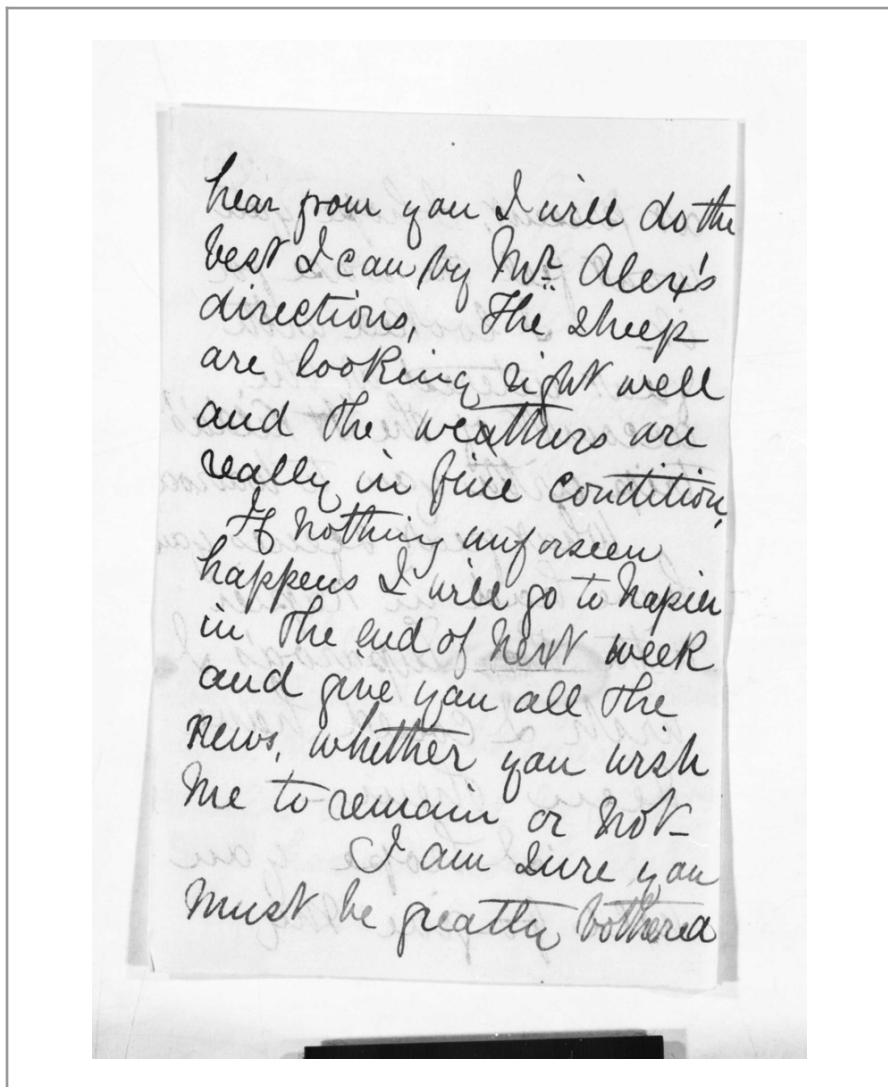 hear from you I will do the
best I can by Mr. Alex's
directions, The sheep
are looking right well
and the weathers are
really in fine condition,
If nothing unforseen
happens I will go to Napier
in the end of next week
and give you all the
news, whether you wish
me to remain or not -
I am sure you
must be greatly bothered